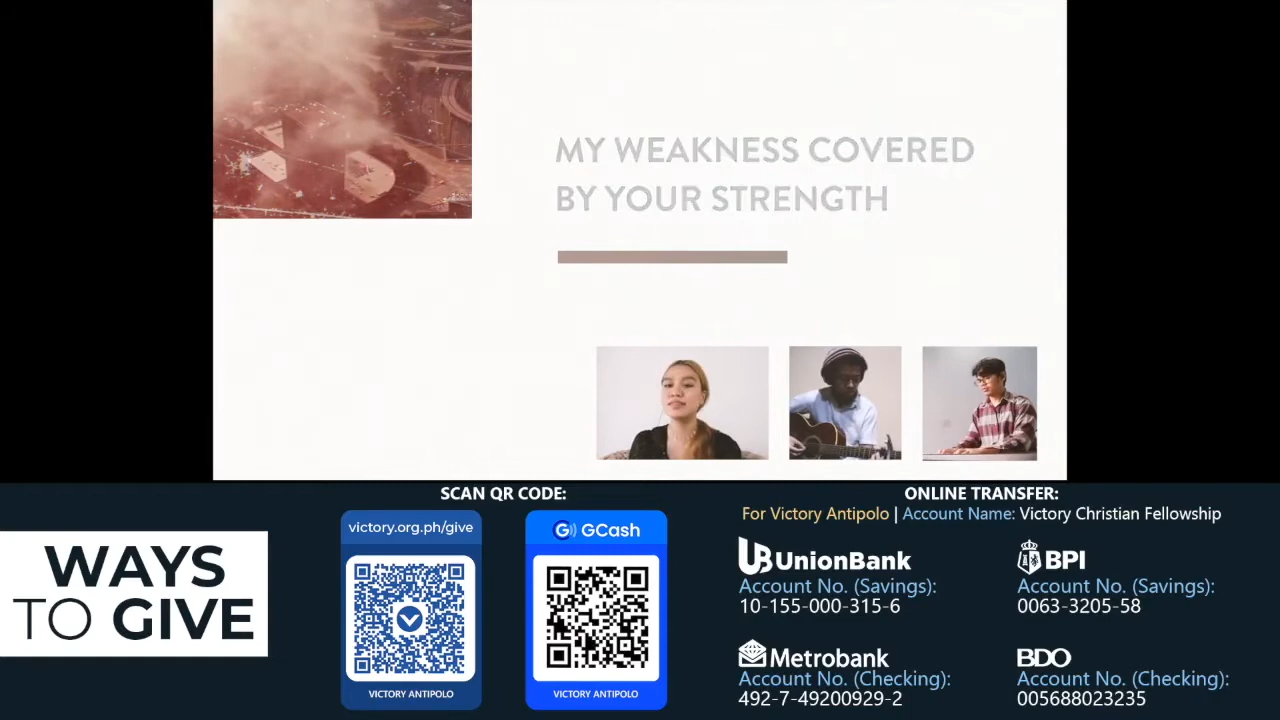 MY WEAKNESS COVERED
BY YOUR STRENGTH
WAYS
TO GIVE
SCAN QR CODE:
victory.org.ph/give
VICTORY ANTIPOLO
GCash
VICTORY ANTIPOLO
ONLINE TRANSFER:
For Victory Antipolo | Account Name: Victory Christian Fellowship
UB UnionBank
Account No. (Savings):
10-155-000-315-6
BPI
Account No. (Savings):
0063-3205-58
Metrobank
Account No. (Checking):
492-7-49200929-2
BDO
Account No. (Checking):
005688023235